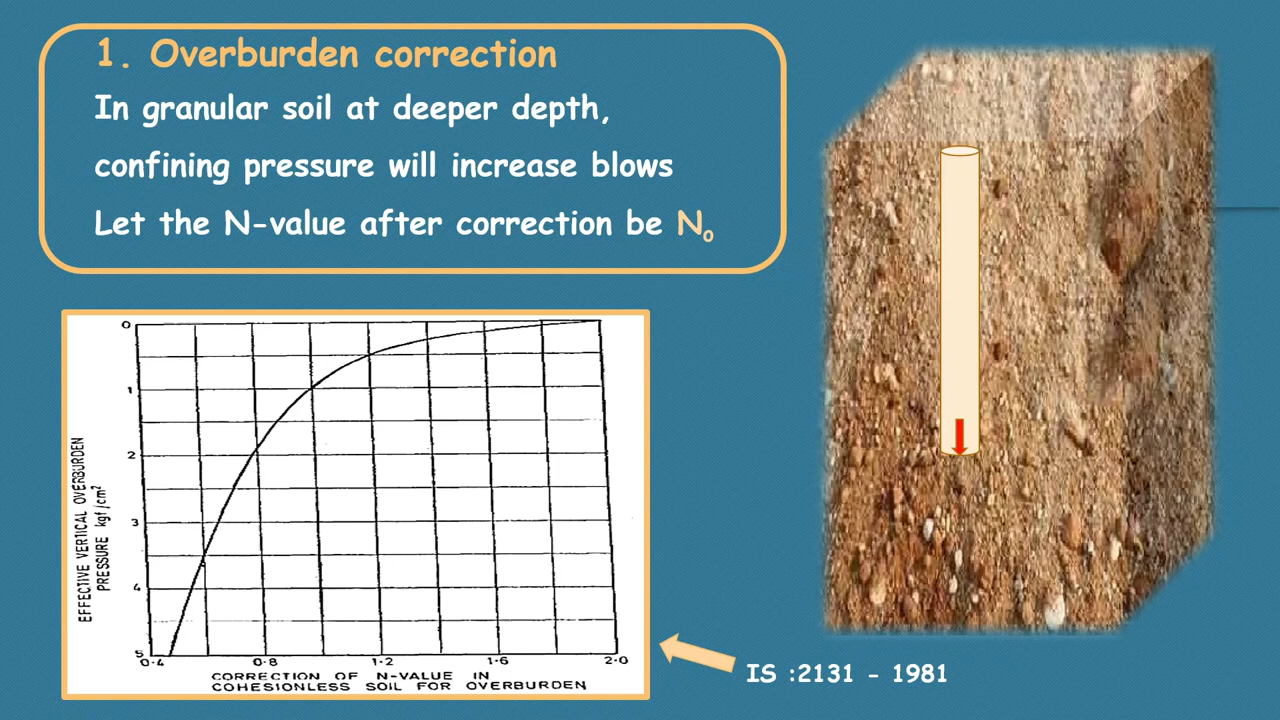 1. Overburden correction
In granular soil at deeper depth,
confining pressure will increase blows
Let the N-value after correction be N₀
EFFECTIVE VERTICAL OVERBURDEN
PRESSURE kgf/cm²
0
1
2
3
4
5
0·4 0·8 1·2 1·6 2·0
CORRECTION OF N-VALUE IN
COHESIONLESS SOIL FOR OVERBURDEN
IS :2131 - 1981